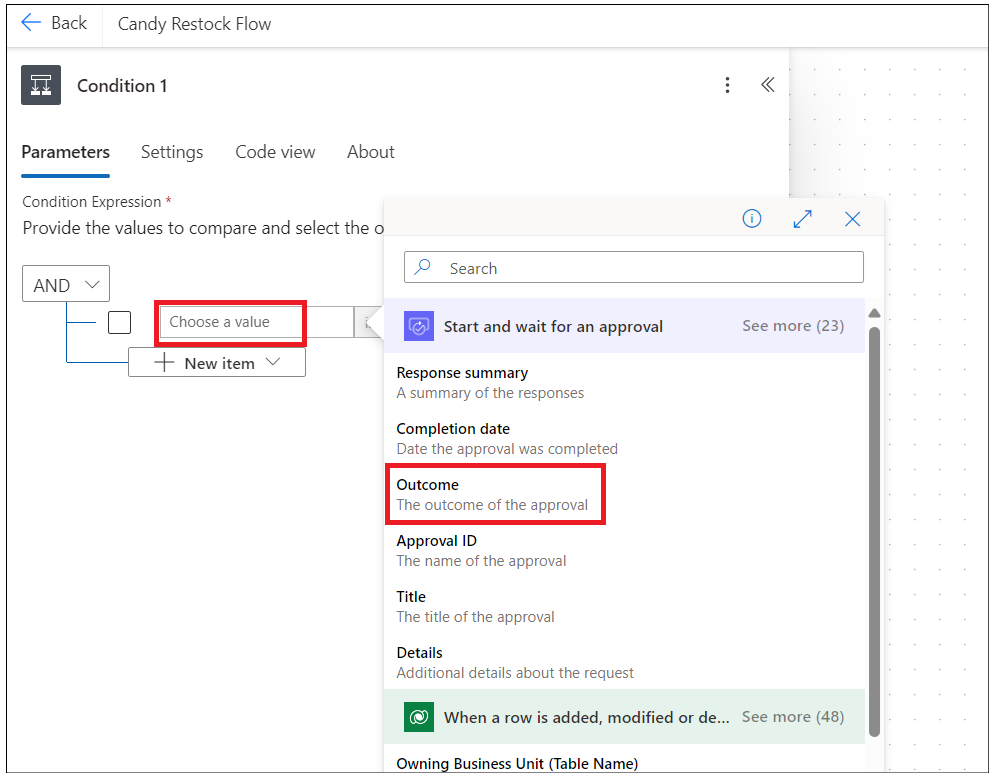 Back Candy Restock Flow
Condition 1
Parameters Settings Code view About
Condition Expression *
Provide the values to compare and select the o
Search
AND
Start and wait for an approval See more (23)
Choose a value
New item
Response summary
A summary of the responses
Completion date
Date the approval was completed
Outcome
The outcome of the approval
Approval ID
The name of the approval
Title
The title of the approval
Details
Additional details about the request
When a row is added, modified or de... See more (48)
Owning Business Unit (Table Name)